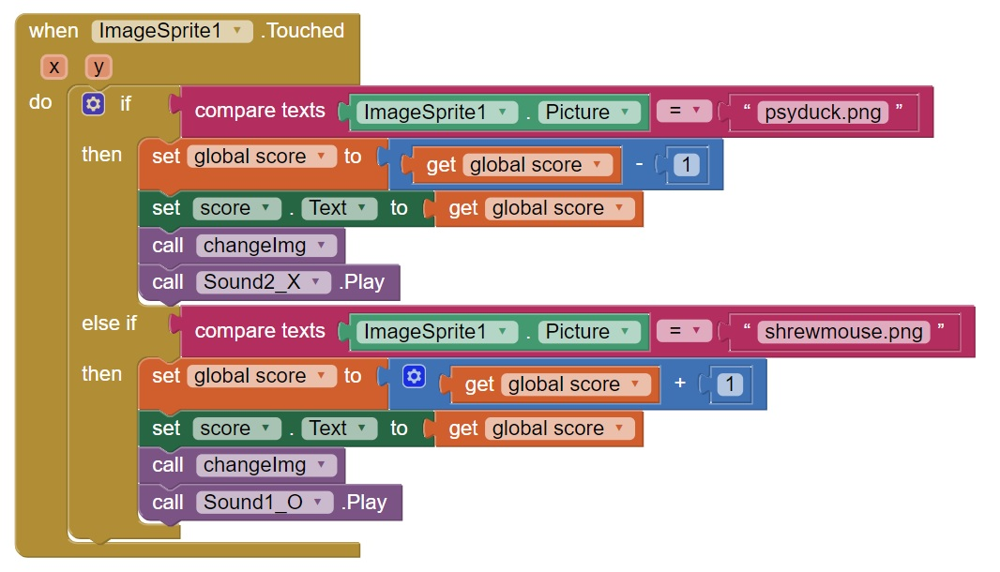 when ImageSprite1 .Touched
x y
do if compare texts ImageSprite1 . Picture = “ psyduck.png ”
then set global score to get global score - 1
set score . Text to get global score
call changeImg
call Sound2_X .Play
else if compare texts ImageSprite1 . Picture = “ shrewmouse.png ”
then set global score to get global score + 1
set score . Text to get global score
call changeImg
call Sound1_O .Play